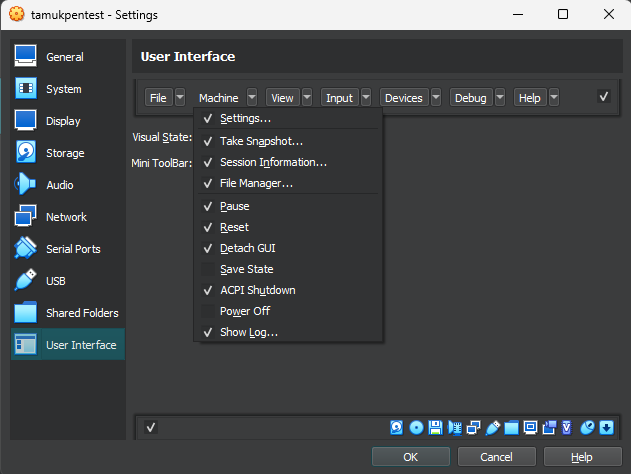 tamukpentest - Settings
General
System
Display
Storage
Audio
Network
Serial Ports
USB
Shared Folders
User Interface
User Interface
File Machine View Input Devices Debug Help
Visual State:
Mini ToolBar:
Settings...
Take Snapshot...
Session Information...
File Manager...
Pause
Reset
Detach GUI
Save State
ACPI Shutdown
Power Off
Show Log...
OK Cancel Help